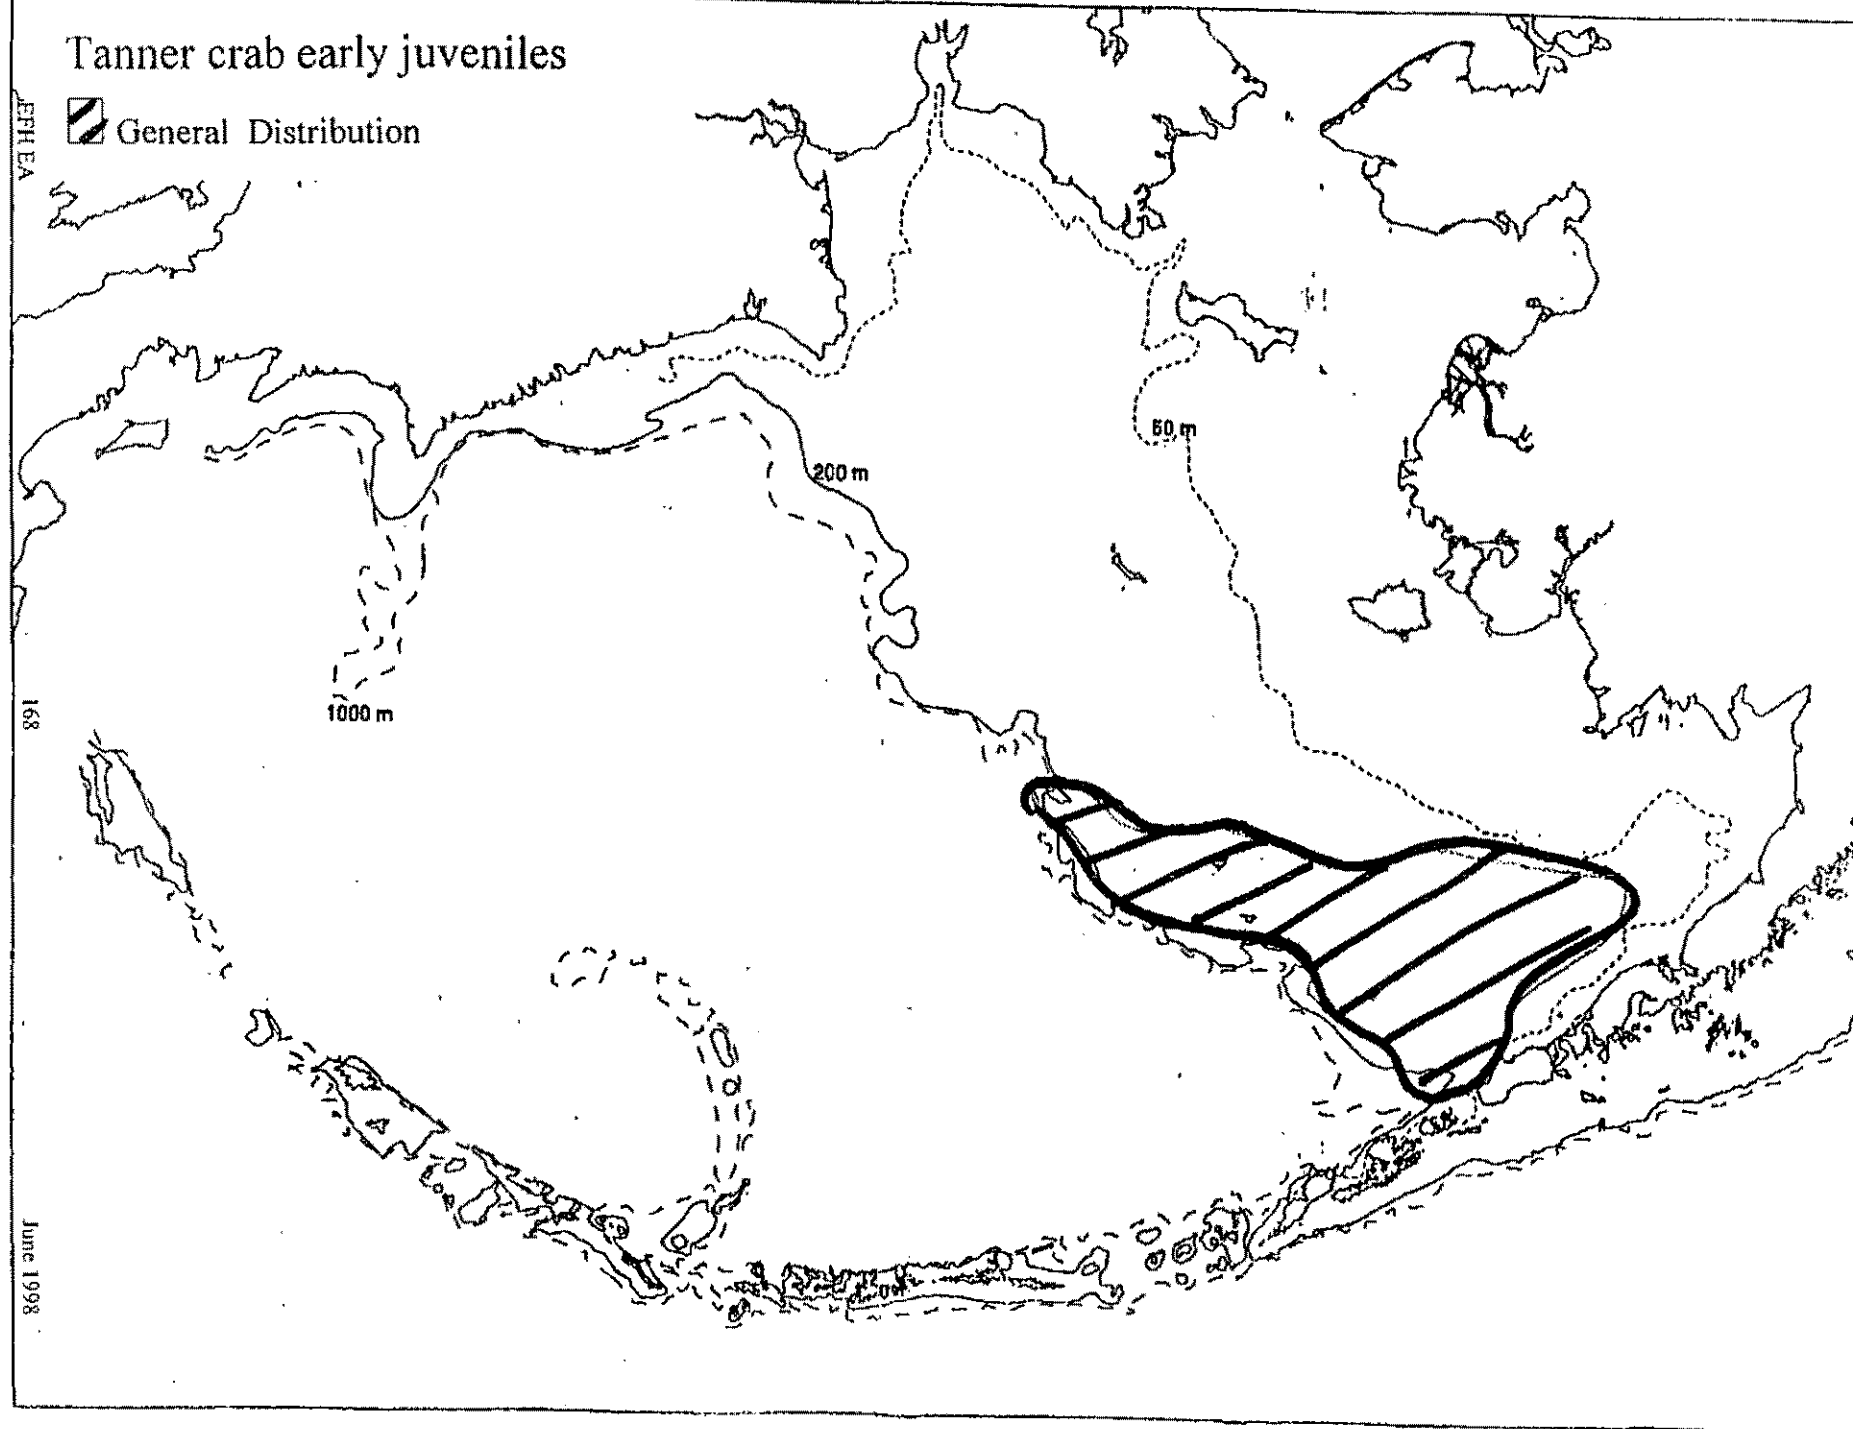 Tanner crab early juveniles
General Distribution
EFH EA
50 m
200 m
1000 m
168
June 1998